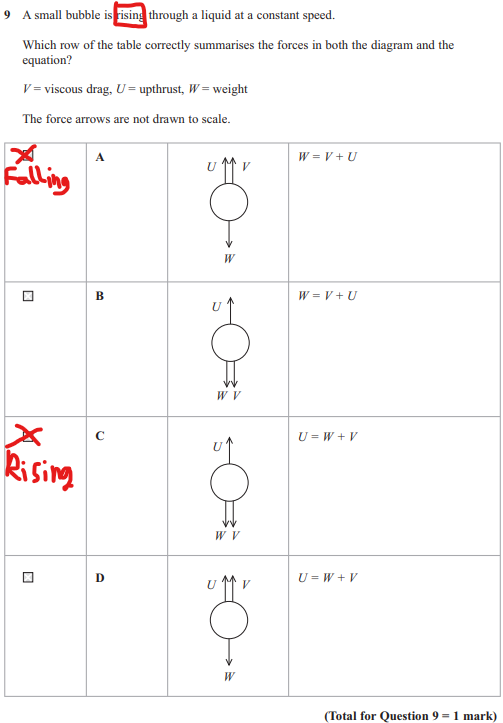 9 A small bubble is rising through a liquid at a constant speed.
Which row of the table correctly summarises the forces in both the diagram and the
equation?
V = viscous drag, U = upthrust, W = weight
The force arrows are not drawn to scale.
Falling
A
U V
W
W = V + U
B
U
W V
W = V + U
Rising
C
U
W V
U = W + V
D
U V
W
U = W + V
(Total for Question 9 = 1 mark)